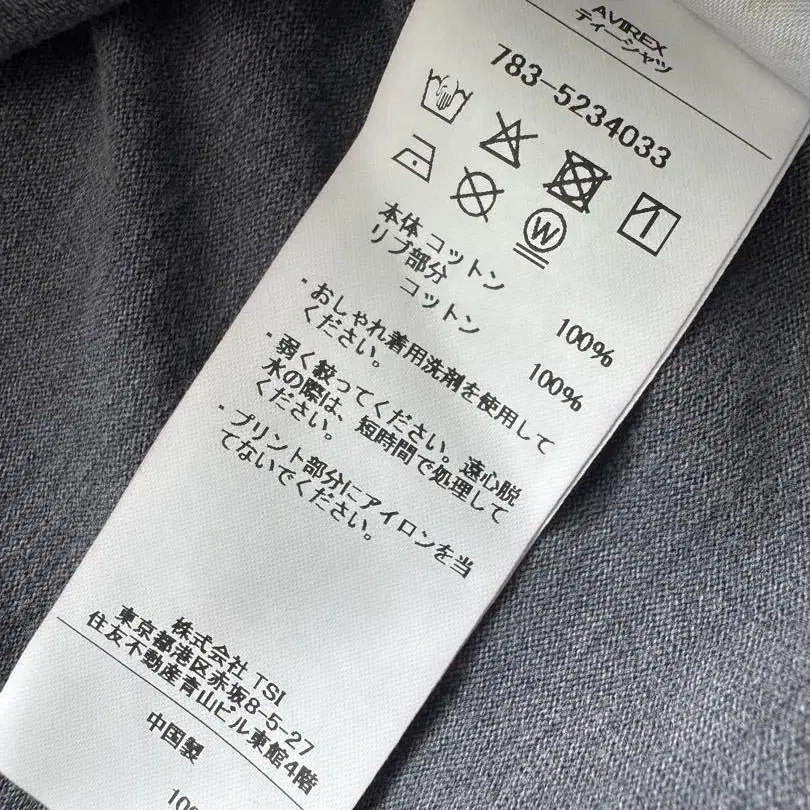 AVIREX
ティーシャツ
783-5234033
W
本体 コットン 100%
リブ部分
コットン 100%
・おしゃれ着用洗剤を使用して
ください。
・弱く絞ってください。遠心脱
水の際は、短時間で処理して
ください。
・プリント部分にアイロンを当
てないでください。
株式会社 TSI
東京都港区赤坂8-5-27
住友不動産青山ビル東館4階
中国製